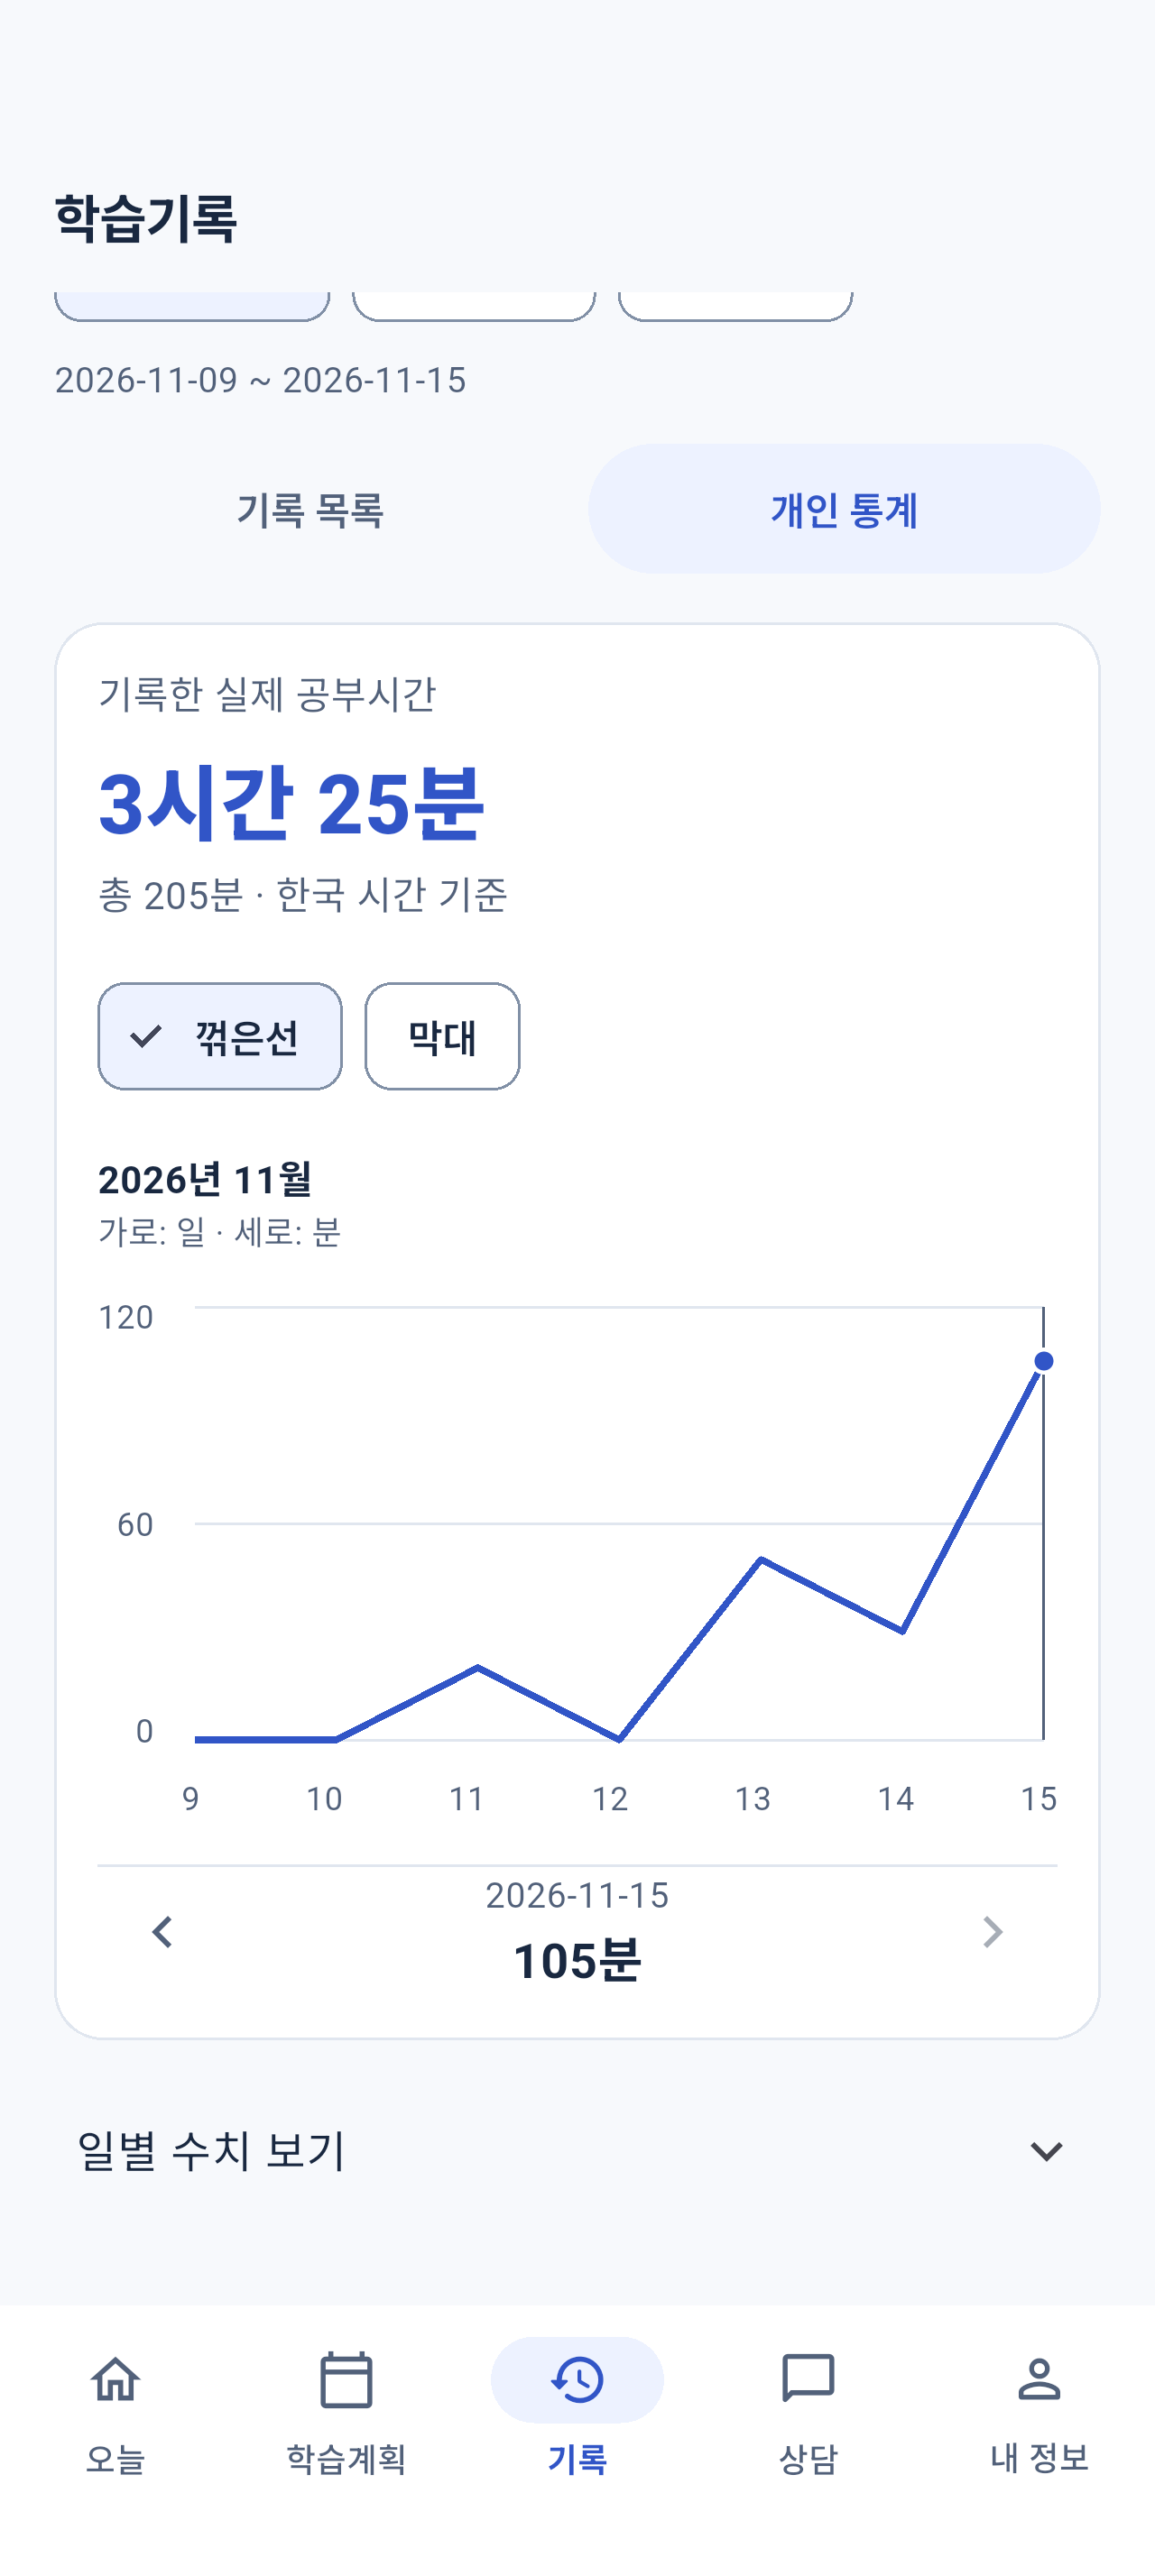 학습기록
2026-11-09 ~ 2026-11-15
기록 목록
개인 통계
기록한 실제 공부시간
3시간 25분
총 205분 · 한국 시간 기준
꺾은선
막대
2026년 11월
가로: 일 · 세로: 분
120
60
0
9 10 11 12 13 14 15
2026-11-15
105분
일별 수치 보기
오늘 학습계획 기록 상담 내 정보